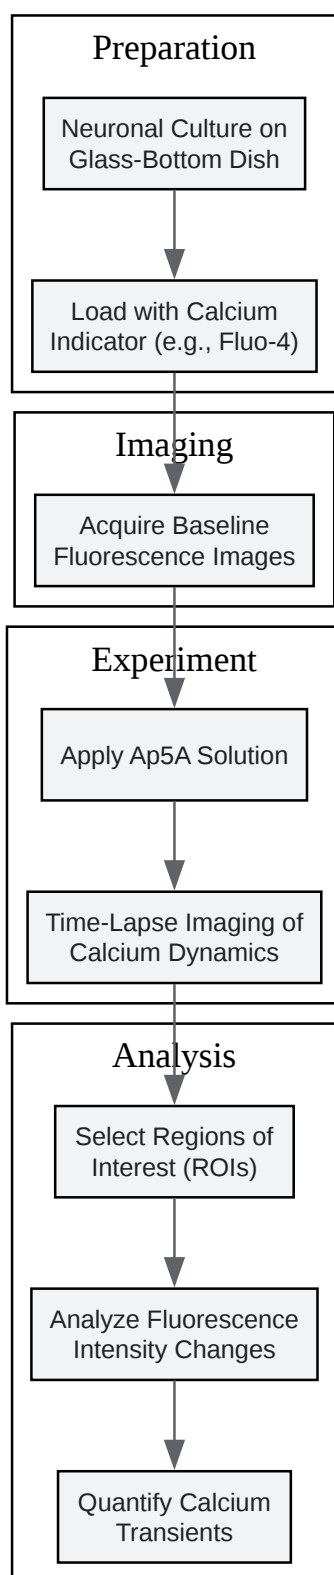 Preparation
Neuronal Culture on
Glass-Bottom Dish
Load with Calcium
Indicator (e.g., Fluo-4)
Imaging
Acquire Baseline
Fluorescence Images
Experiment
Apply Ap5A Solution
Time-Lapse Imaging of
Calcium Dynamics
Analysis
Select Regions of
Interest (ROIs)
Analyze Fluorescence
Intensity Changes
Quantify Calcium
Transients